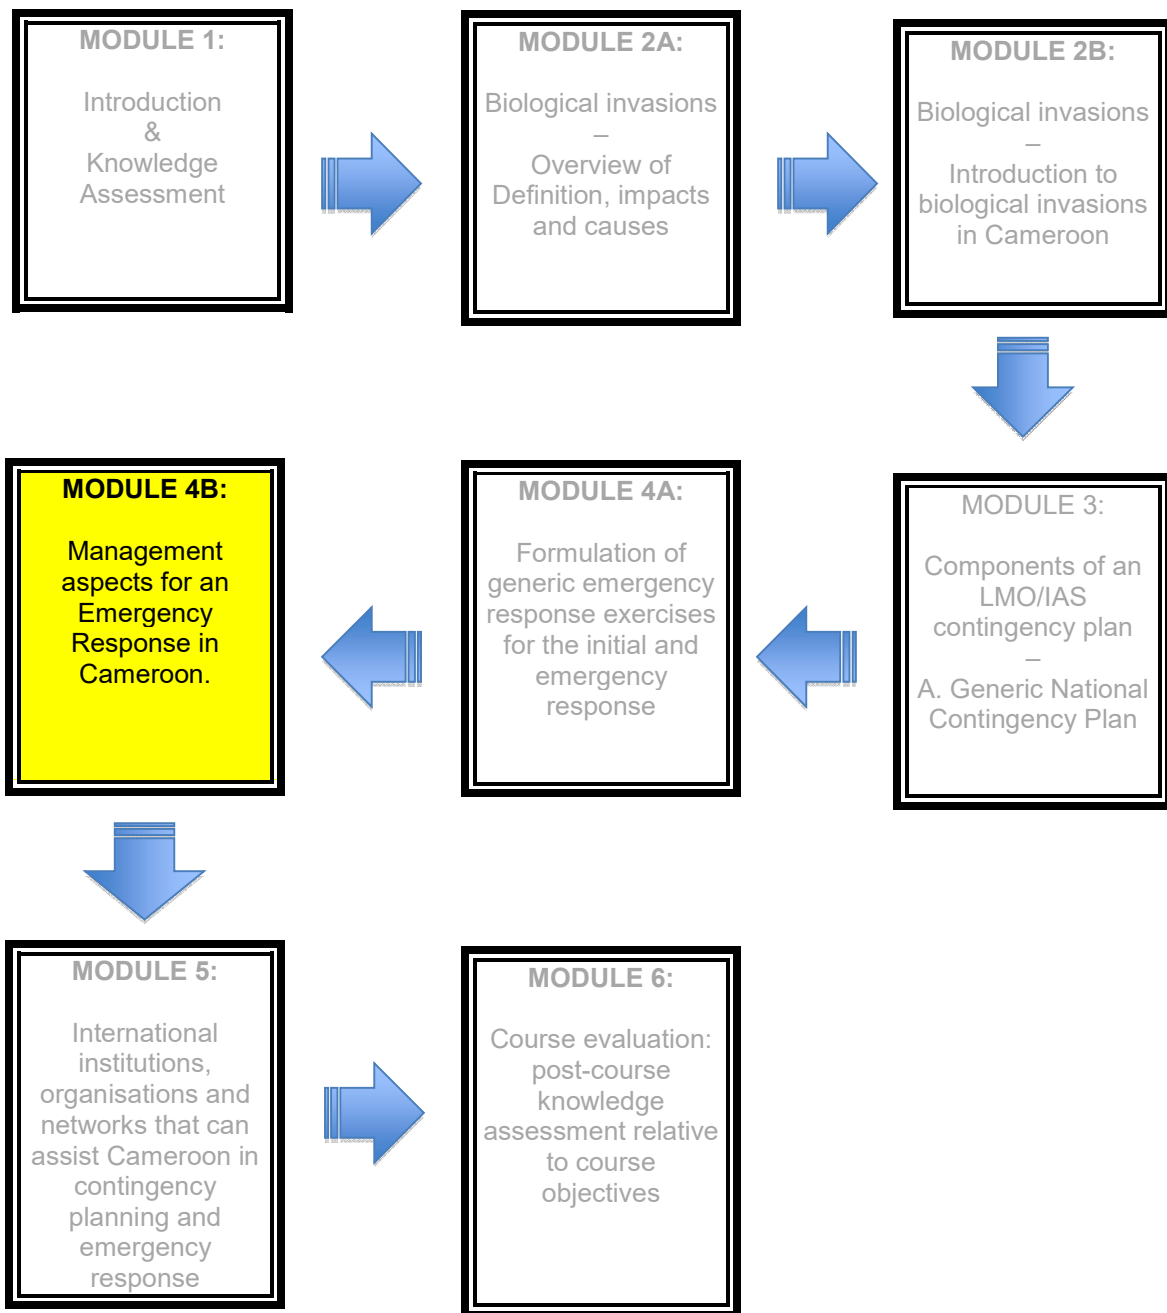 MODULE 1:
Introduction
&
Knowledge
Assessment
MODULE 2A:
Biological invasions
–
Overview of
Definition, impacts
and causes
MODULE 2B:
Biological invasions
–
Introduction to
biological invasions
in Cameroon
MODULE 3:
Components of an
LMO/IAS
contingency plan
–
A. Generic National
Contingency Plan
MODULE 4A:
Formulation of
generic emergency
response exercises
for the initial and
emergency
response
MODULE 4B:
Management
aspects for an
Emergency
Response in
Cameroon.
MODULE 5:
International
institutions,
organisations and
networks that can
assist Cameroon in
contingency
planning and
emergency
response
MODULE 6:
Course evaluation:
post-course
knowledge
assessment relative
to course
objectives